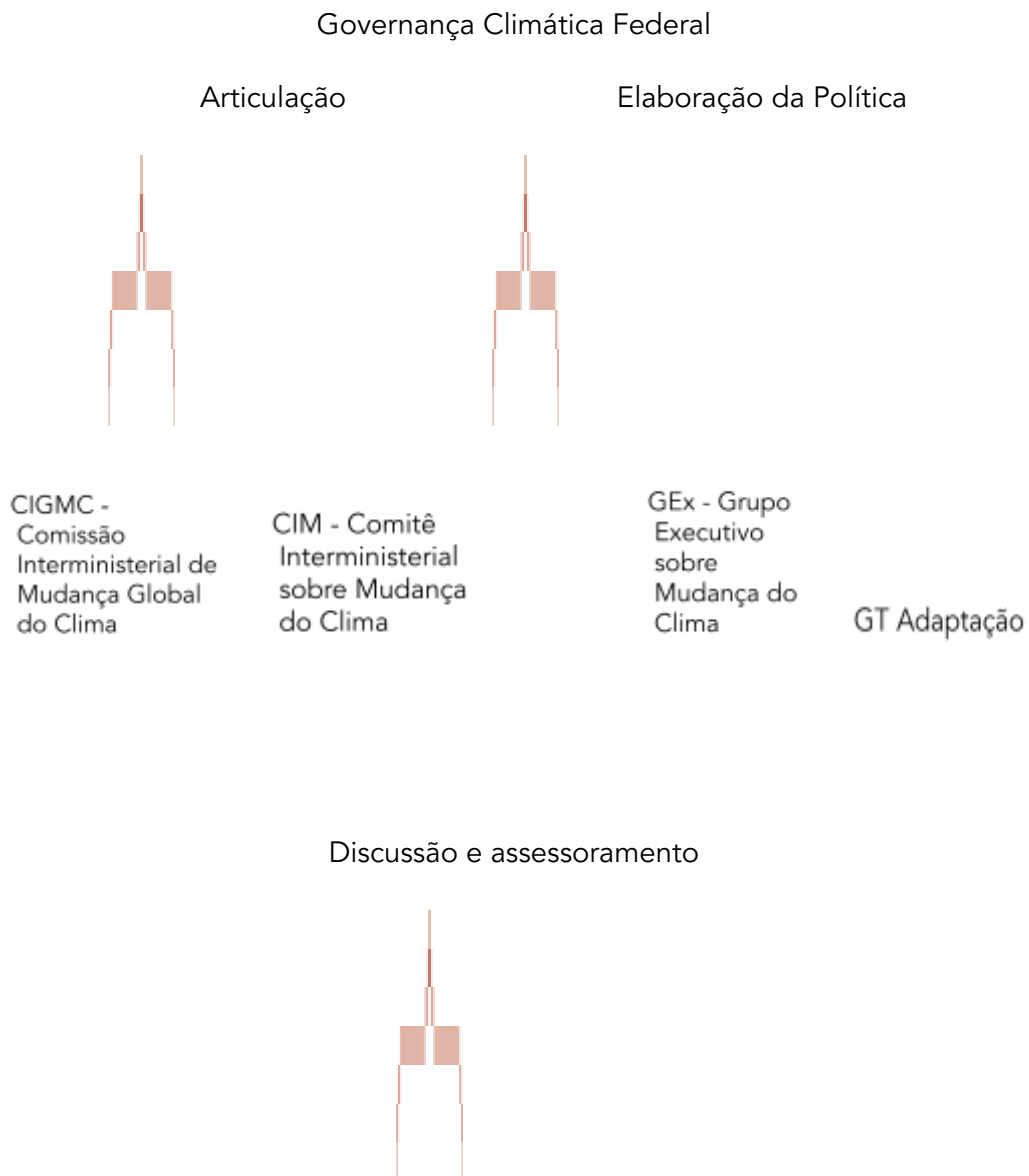 Governança Climática Federal
Articulação
Elaboração da Política
CIGMC -
Comissão
Interministerial de
Mudança Global
do Clima
CIM - Comitê
Interministerial
sobre Mudança
do Clima
GEx - Grupo
Executivo
sobre
Mudança do
Clima
GT Adaptação
Discussão e assessoramento